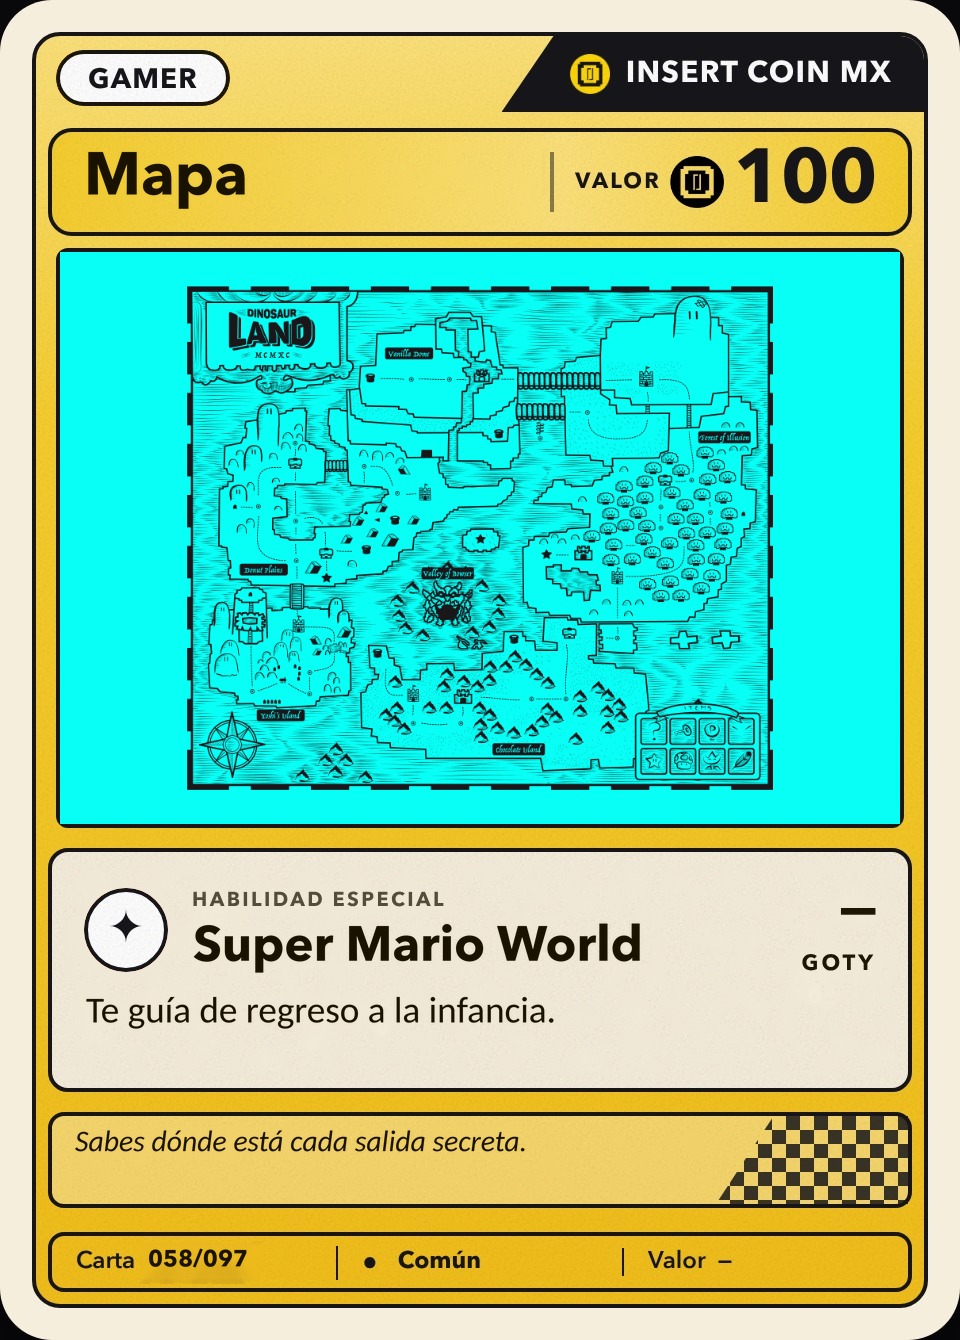 GAMER
INSERT COIN MX
Mapa
VALOR 100
DINOSAUR
LAND
MCMXC
Vanilla Dome
Forest of Illusion
Donut Plains
Valley of Bowser
Yoshi's Island
Chocolate Island
ITEMS
HABILIDAD ESPECIAL
Super Mario World
–
GOTY
Te guía de regreso a la infancia.
Sabes dónde está cada salida secreta.
Carta 058/097
• Común
Valor –